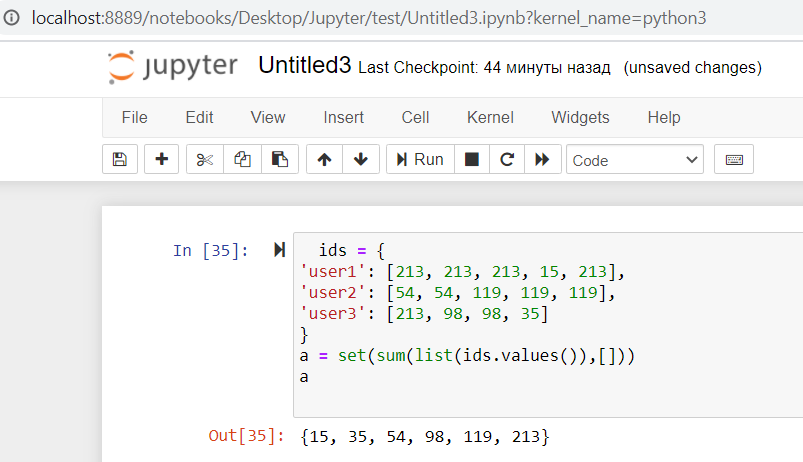 localhost:8889/notebooks/Desktop/Jupyter/test/Untitled3.ipynb?kernel_name=python3
jupyter Untitled3 Last Checkpoint: 44 минуты назад (unsaved changes)
File Edit View Insert Cell Kernel Widgets Help
Run Code
In [35]: ids = {
'user1': [213, 213, 213, 15, 213],
'user2': [54, 54, 119, 119, 119],
'user3': [213, 98, 98, 35]
}
a = set(sum(list(ids.values()),[]))
a
Out[35]: {15, 35, 54, 98, 119, 213}